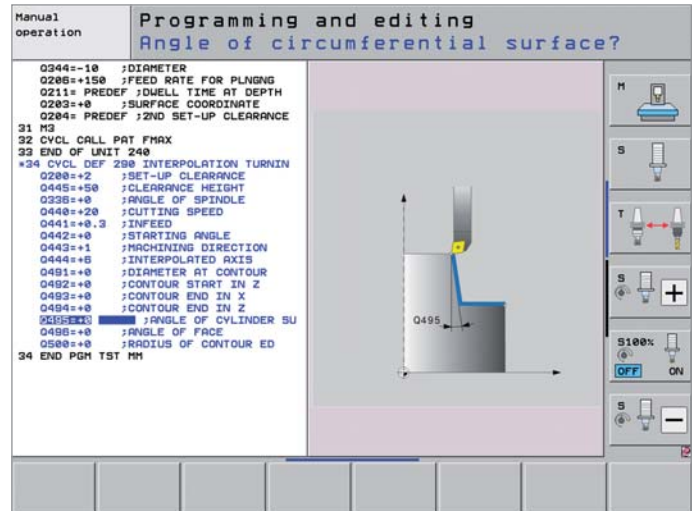 Manual
operation
Programming and editing
Angle of circumferential surface?
Q344=-10 ;DIAMETER
Q206=+150 ;FEED RATE FOR PLNGNG
Q211= PREDEF ;DWELL TIME AT DEPTH
Q203=+0 ;SURFACE COORDINATE
Q204= PREDEF ;2ND SET-UP CLEARANCE
31 M3
32 CYCL CALL PAT FMAX
33 END OF UNIT 240
*34 CYCL DEF 290 INTERPOLATION TURNIN
Q200=+2 ;SET-UP CLEARANCE
Q445=+50 ;CLEARANCE HEIGHT
Q336=+0 ;ANGLE OF SPINDLE
Q440=+20 ;CUTTING SPEED
Q441=+0.3 ;INFEED
Q442=+0 ;STARTING ANGLE
Q443=+1 ;MACHINING DIRECTION
Q444=+6 ;INTERPOLATED AXIS
Q491=+0 ;DIAMETER AT CONTOUR
Q492=+0 ;CONTOUR START IN Z
Q493=+0 ;CONTOUR END IN X
Q494=+0 ;CONTOUR END IN Z
Q495=+0 ;ANGLE OF CYLINDER SU
Q496=+0 ;ANGLE OF FACE
Q500=+0 ;RADIUS OF CONTOUR ED
34 END PGM TST MM
Q495
M
S
T
S
+
S100%
OFF ON
S
-